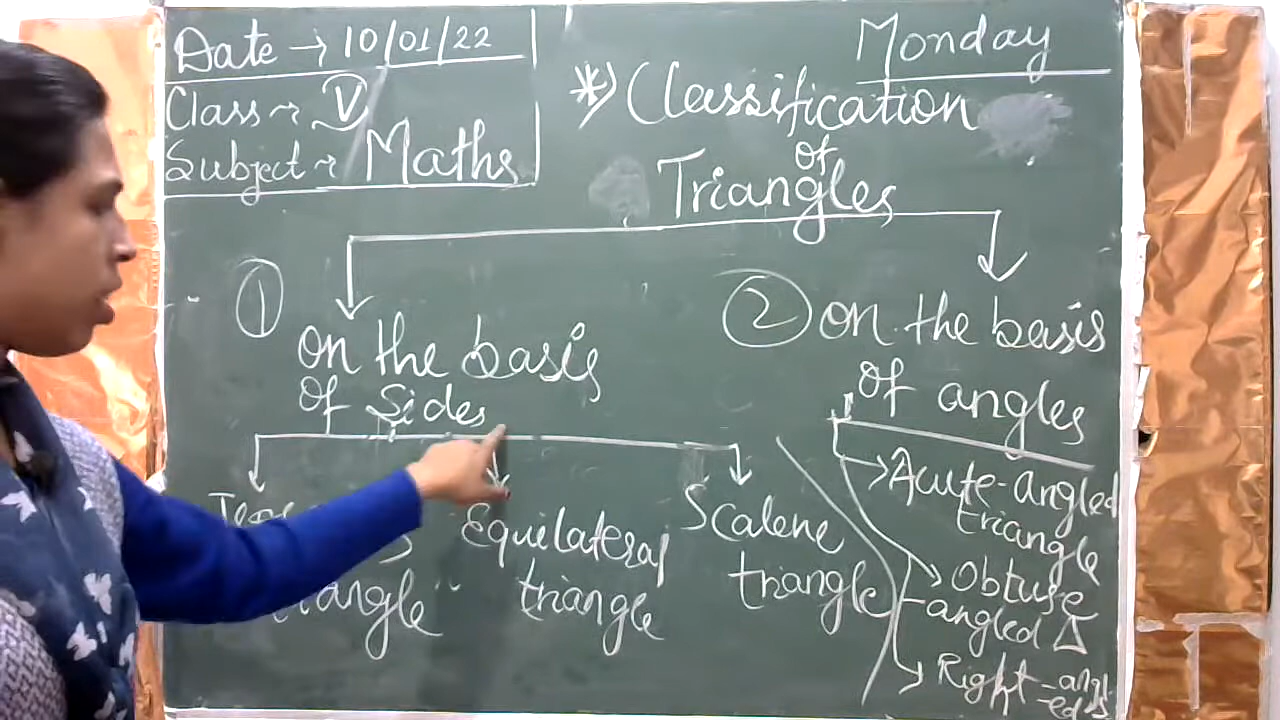 Date → 10/01/22
Class → V
Subject → Maths
Monday
*) Classification
of
Triangles
1
on the basis
of Sides
Equilateral
triangle
Scalene
triangle
2 on the basis
of angles
Acute-angled
triangle
Obtuse
-angled Δ
Right-angl